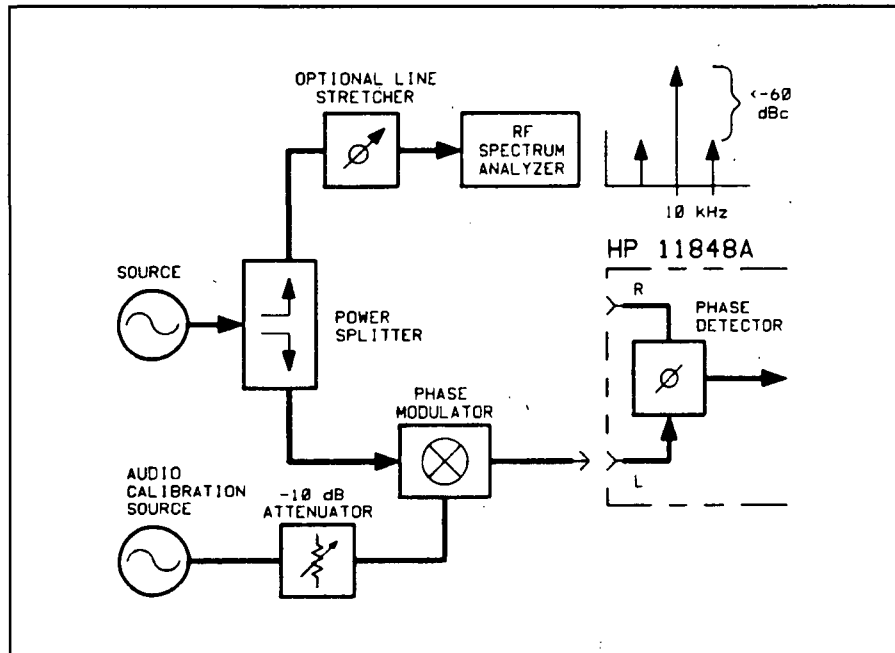 OPTIONAL LINE
STRETCHER
RF
SPECTRUM
ANALYZER
<-60
dBc
10 kHz
HP 11848A
SOURCE
POWER
SPLITTER
R
PHASE
DETECTOR
PHASE
MODULATOR
L
AUDIO
CALIBRATION
SOURCE
-10 dB
ATTENUATOR